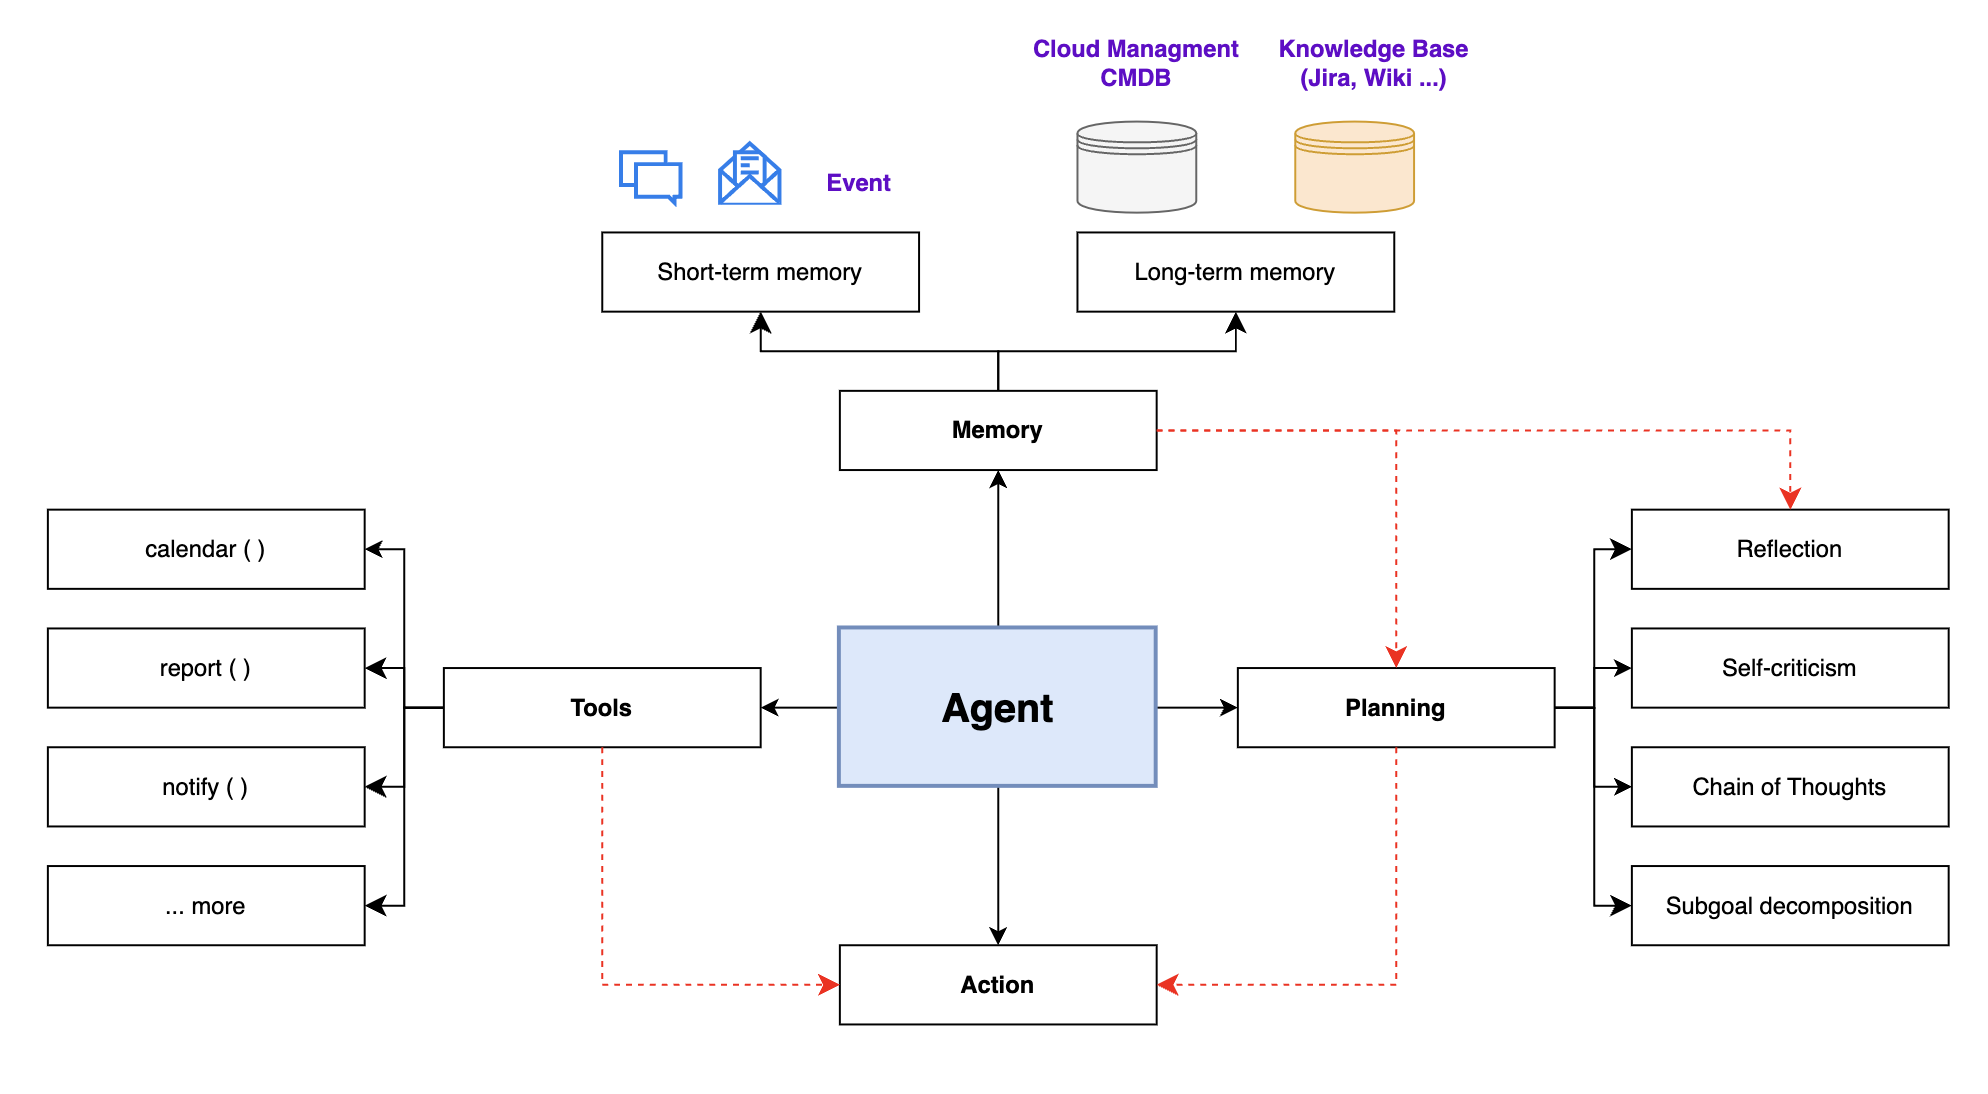 Cloud Managment
CMDB
Knowledge Base
(Jira, Wiki ...)
Event
Short-term memory
Long-term memory
Memory
calendar ( )
report ( )
notify ( )
... more
Tools
Agent
Planning
Reflection
Self-criticism
Chain of Thoughts
Subgoal decomposition
Action